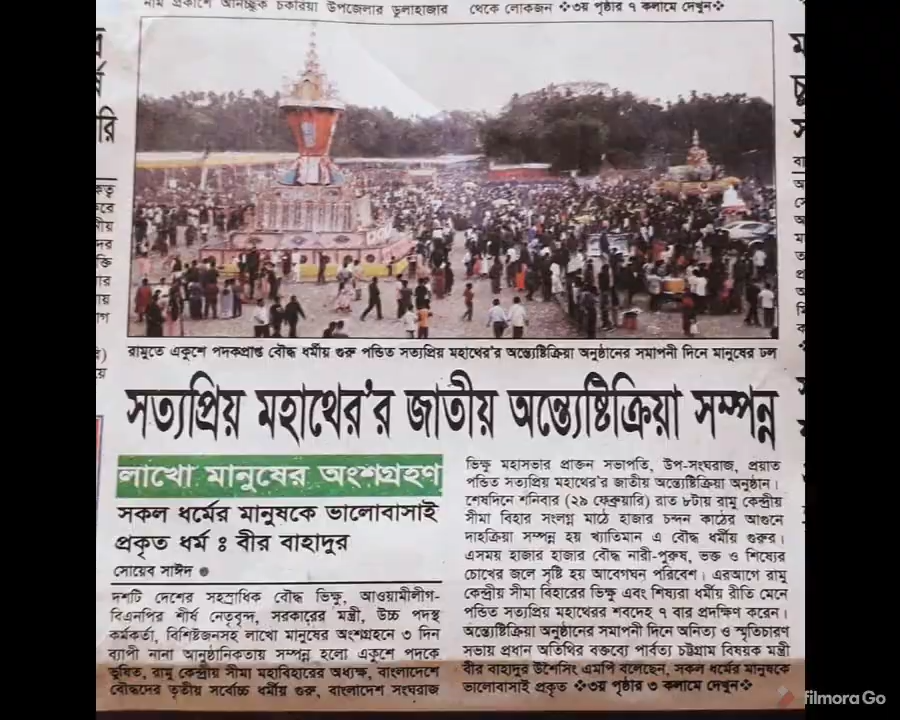 নাম প্রকাশে অনিচ্ছুক চকরিয়া উপজেলার ডুলাহাজার
থেকে লোকজন ❖৩য় পৃষ্ঠার ৭ কলামে দেখুন❖
রামুতে একুশে পদকপ্রাপ্ত বৌদ্ধ ধর্মীয় গুরু পন্ডিত সত্যপ্রিয় মহাথের'র অন্ত্যেষ্টিক্রিয়া অনুষ্ঠানের সমাপনী দিনে মানুষের ঢল
সত্যপ্রিয় মহাথের'র জাতীয় অন্ত্যেষ্টিক্রিয়া সম্পন্ন
লাখো মানুষের অংশগ্রহণ
সকল ধর্মের মানুষকে ভালোবাসাই
প্রকৃত ধর্ম ঃ বীর বাহাদুর
সোয়েব সাঈদ ●
দশটি দেশের সহস্রাধিক বৌদ্ধ ভিক্ষু, আওয়ামীলীগ-
বিএনপির শীর্ষ নেতৃবৃন্দ, সরকারের মন্ত্রী, উচ্চ পদস্থ
কর্মকর্তা, বিশিষ্টজনসহ লাখো মানুষের অংশগ্রহনে ৩ দিন
ব্যাপী নানা আনুষ্ঠানিকতায় সম্পন্ন হলো একুশে পদকে
ভূষিত, রামু কেন্দ্রীয় সীমা মহাবিহারের অধ্যক্ষ, বাংলাদেশে
বৌদ্ধদের তৃতীয় সর্বোচ্চ ধর্মীয় গুরু, বাংলাদেশ সংঘরাজ
ভিক্ষু মহাসভার প্রাক্তন সভাপতি, উপ-সংঘরাজ, প্রয়াত
পন্ডিত সত্যপ্রিয় মহাথের'র জাতীয় অন্ত্যেষ্টিক্রিয়া অনুষ্ঠান।
শেষদিনে শনিবার (২৯ ফেব্রুয়ারি) রাত ৮টায় রামু কেন্দ্রীয়
সীমা বিহার সংলগ্ন মাঠে হাজার চন্দন কাঠের আগুনে
দাহক্রিয়া সম্পন্ন হয় খ্যাতিমান এ বৌদ্ধ ধর্মীয় গুরুর।
এসময় হাজার হাজার বৌদ্ধ নারী-পুরুষ, ভক্ত ও শিষ্যের
চোখের জলে সৃষ্টি হয় আবেগঘন পরিবেশ। এরআগে রামু
কেন্দ্রীয় সীমা বিহারের ভিক্ষু এবং শিষ্যরা ধর্মীয় রীতি মেনে
পন্ডিত সত্যপ্রিয় মহাথেরর শবদেহ ৭ বার প্রদক্ষিণ করেন।
অন্ত্যেষ্টিক্রিয়া অনুষ্ঠানের সমাপনী দিনে অনিত্য ও স্মৃতিচারণ
সভায় প্রধান অতিথির বক্তব্যে পার্বত্য চট্টগ্রাম বিষয়ক মন্ত্রী
বীর বাহাদুর উশৈসিং এমপি বলেছেন, সকল ধর্মের মানুষকে
ভালোবাসাই প্রকৃত ❖৩য় পৃষ্ঠার ৩ কলামে দেখুন❖
filmora Go